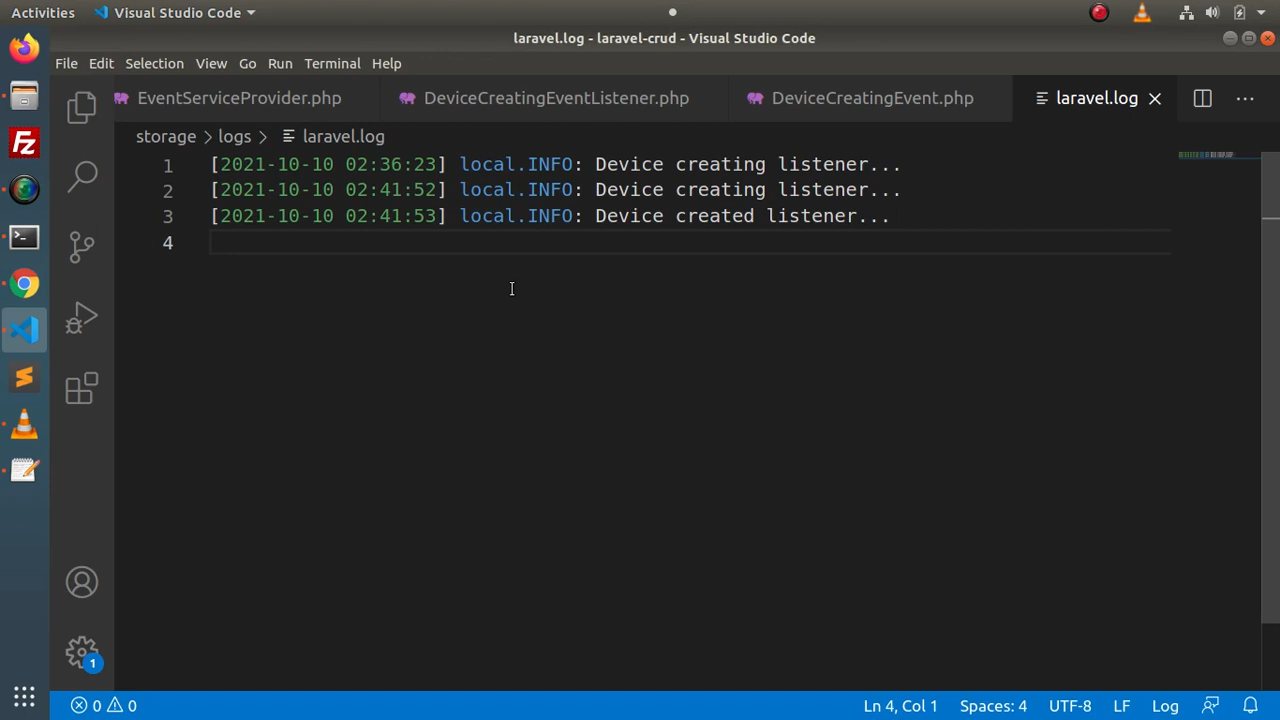 Activities Visual Studio Code
laravel.log - laravel-crud - Visual Studio Code
File Edit Selection View Go Run Terminal Help
EventServiceProvider.php DeviceCreatingEventListener.php DeviceCreatingEvent.php laravel.log
storage > logs > laravel.log
1 [2021-10-10 02:36:23] local.INFO: Device creating listener...
2 [2021-10-10 02:41:52] local.INFO: Device creating listener...
3 [2021-10-10 02:41:53] local.INFO: Device created listener...
4
1
0 0 Ln 4, Col 1 Spaces: 4 UTF-8 LF Log